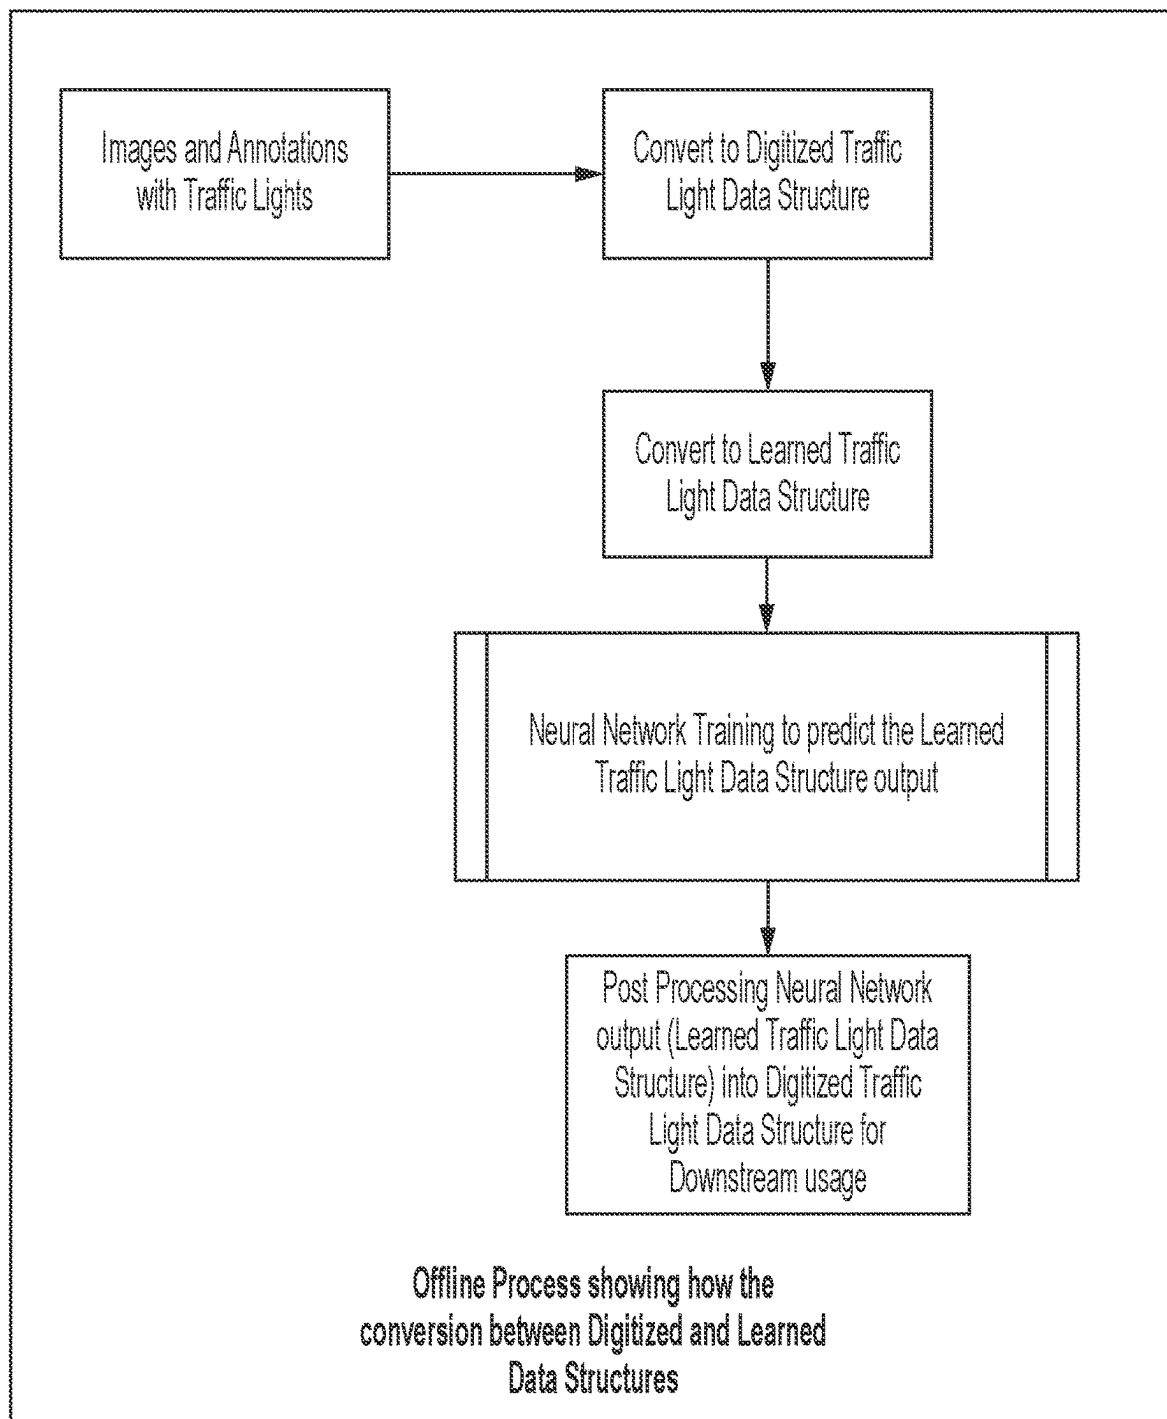 Images and Annotations
with Traffic Lights
Convert to Digitized Traffic
Light Data Structure
Convert to Learned Traffic
Light Data Structure
Neural Network Training to predict the Learned
Traffic Light Data Structure output
Post Processing Neural Network
output (Learned Traffic Light Data
Structure) into Digitized Traffic
Light Data Structure for
Downstream usage
Offline Process showing how the
conversion between Digitized and Learned
Data Structures